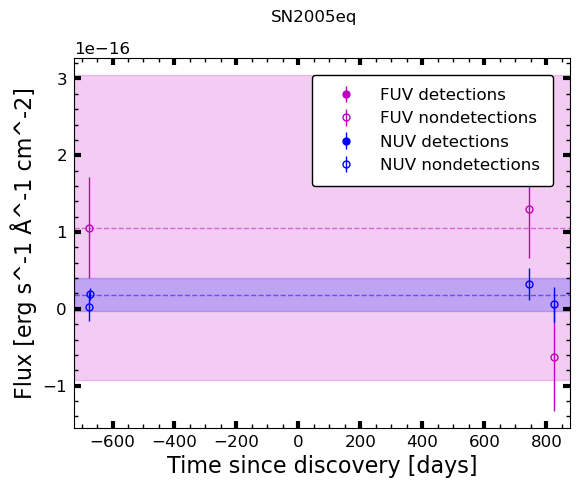 SN2005eq
1e−16
3
2
1
0
−1
Flux [erg s^-1 Å^-1 cm^-2]
FUV detections
FUV nondetections
NUV detections
NUV nondetections
−600 −400 −200 0 200 400 600 800
Time since discovery [days]